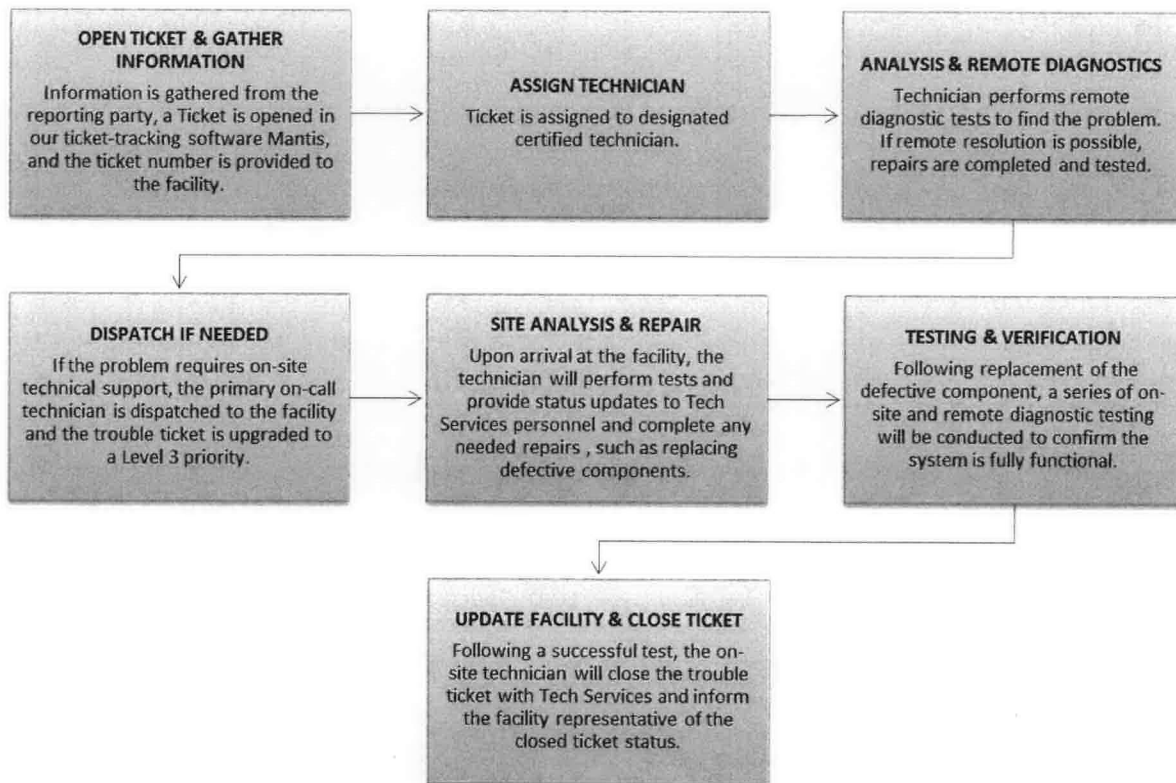 OPEN TICKET & GATHER
INFORMATION
Information is gathered from the
reporting party, a Ticket is opened in
our ticket-tracking software Mantis,
and the ticket number is provided to
the facility.
ASSIGN TECHNICIAN
Ticket is assigned to designated
certified technician.
ANALYSIS & REMOTE DIAGNOSTICS
Technician performs remote
diagnostic tests to find the problem.
If remote resolution is possible,
repairs are completed and tested.
DISPATCH IF NEEDED
If the problem requires on-site
technical support, the primary on-call
technician is dispatched to the facility
and the trouble ticket is upgraded to
a Level 3 priority.
SITE ANALYSIS & REPAIR
Upon arrival at the facility, the
technician will perform tests and
provide status updates to Tech
Services personnel and complete any
needed repairs , such as replacing
defective components.
TESTING & VERIFICATION
Following replacement of the
defective component, a series of on-
site and remote diagnostic testing
will be conducted to confirm the
system is fully functional.
UPDATE FACILITY & CLOSE TICKET
Following a successful test, the on-
site technician will close the trouble
ticket with Tech Services and inform
the facility representative of the
closed ticket status.